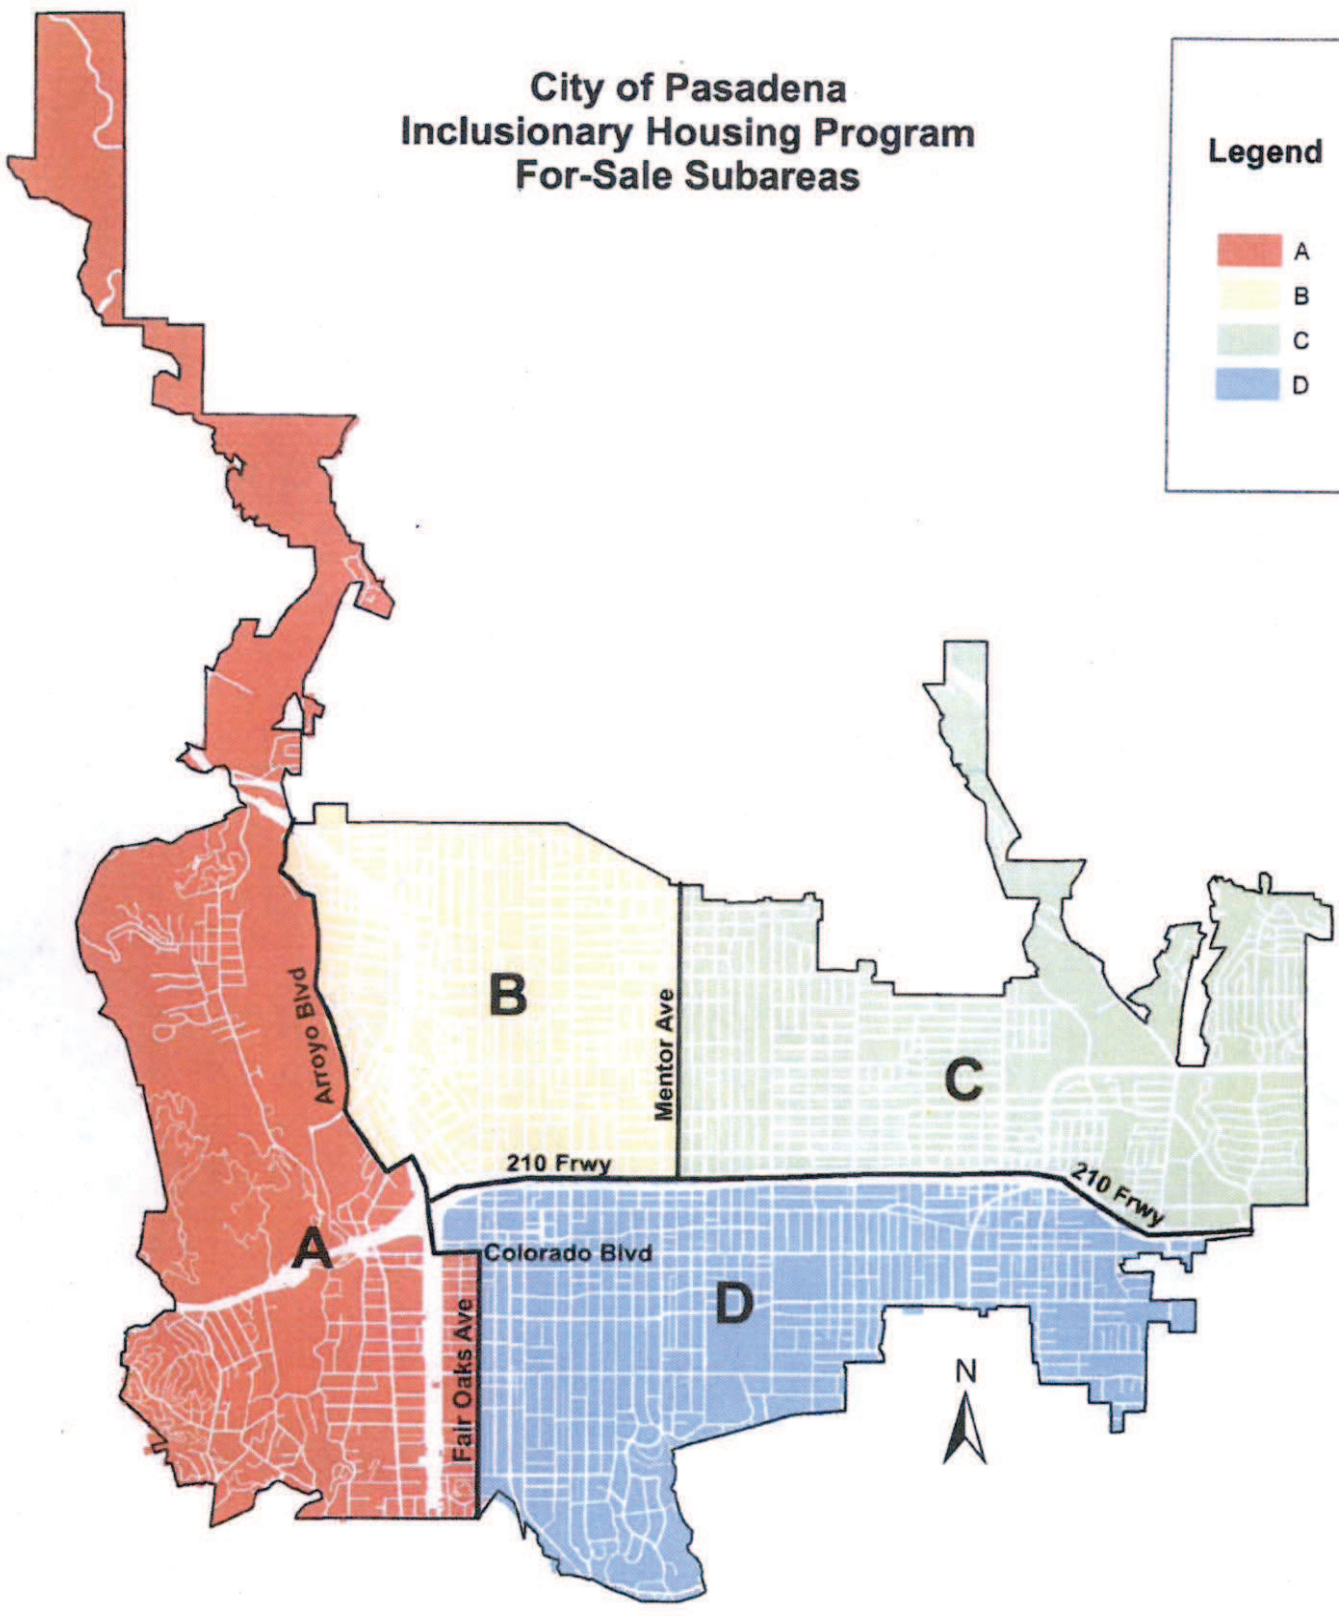 City of Pasadena
Inclusionary Housing Program
For-Sale Subareas
Legend
A
B
C
D
Arroyo Blvd
B
Mentor Ave
C
210 Frwy
210 Frwy
A
Colorado Blvd
D
Fair Oaks Ave
N